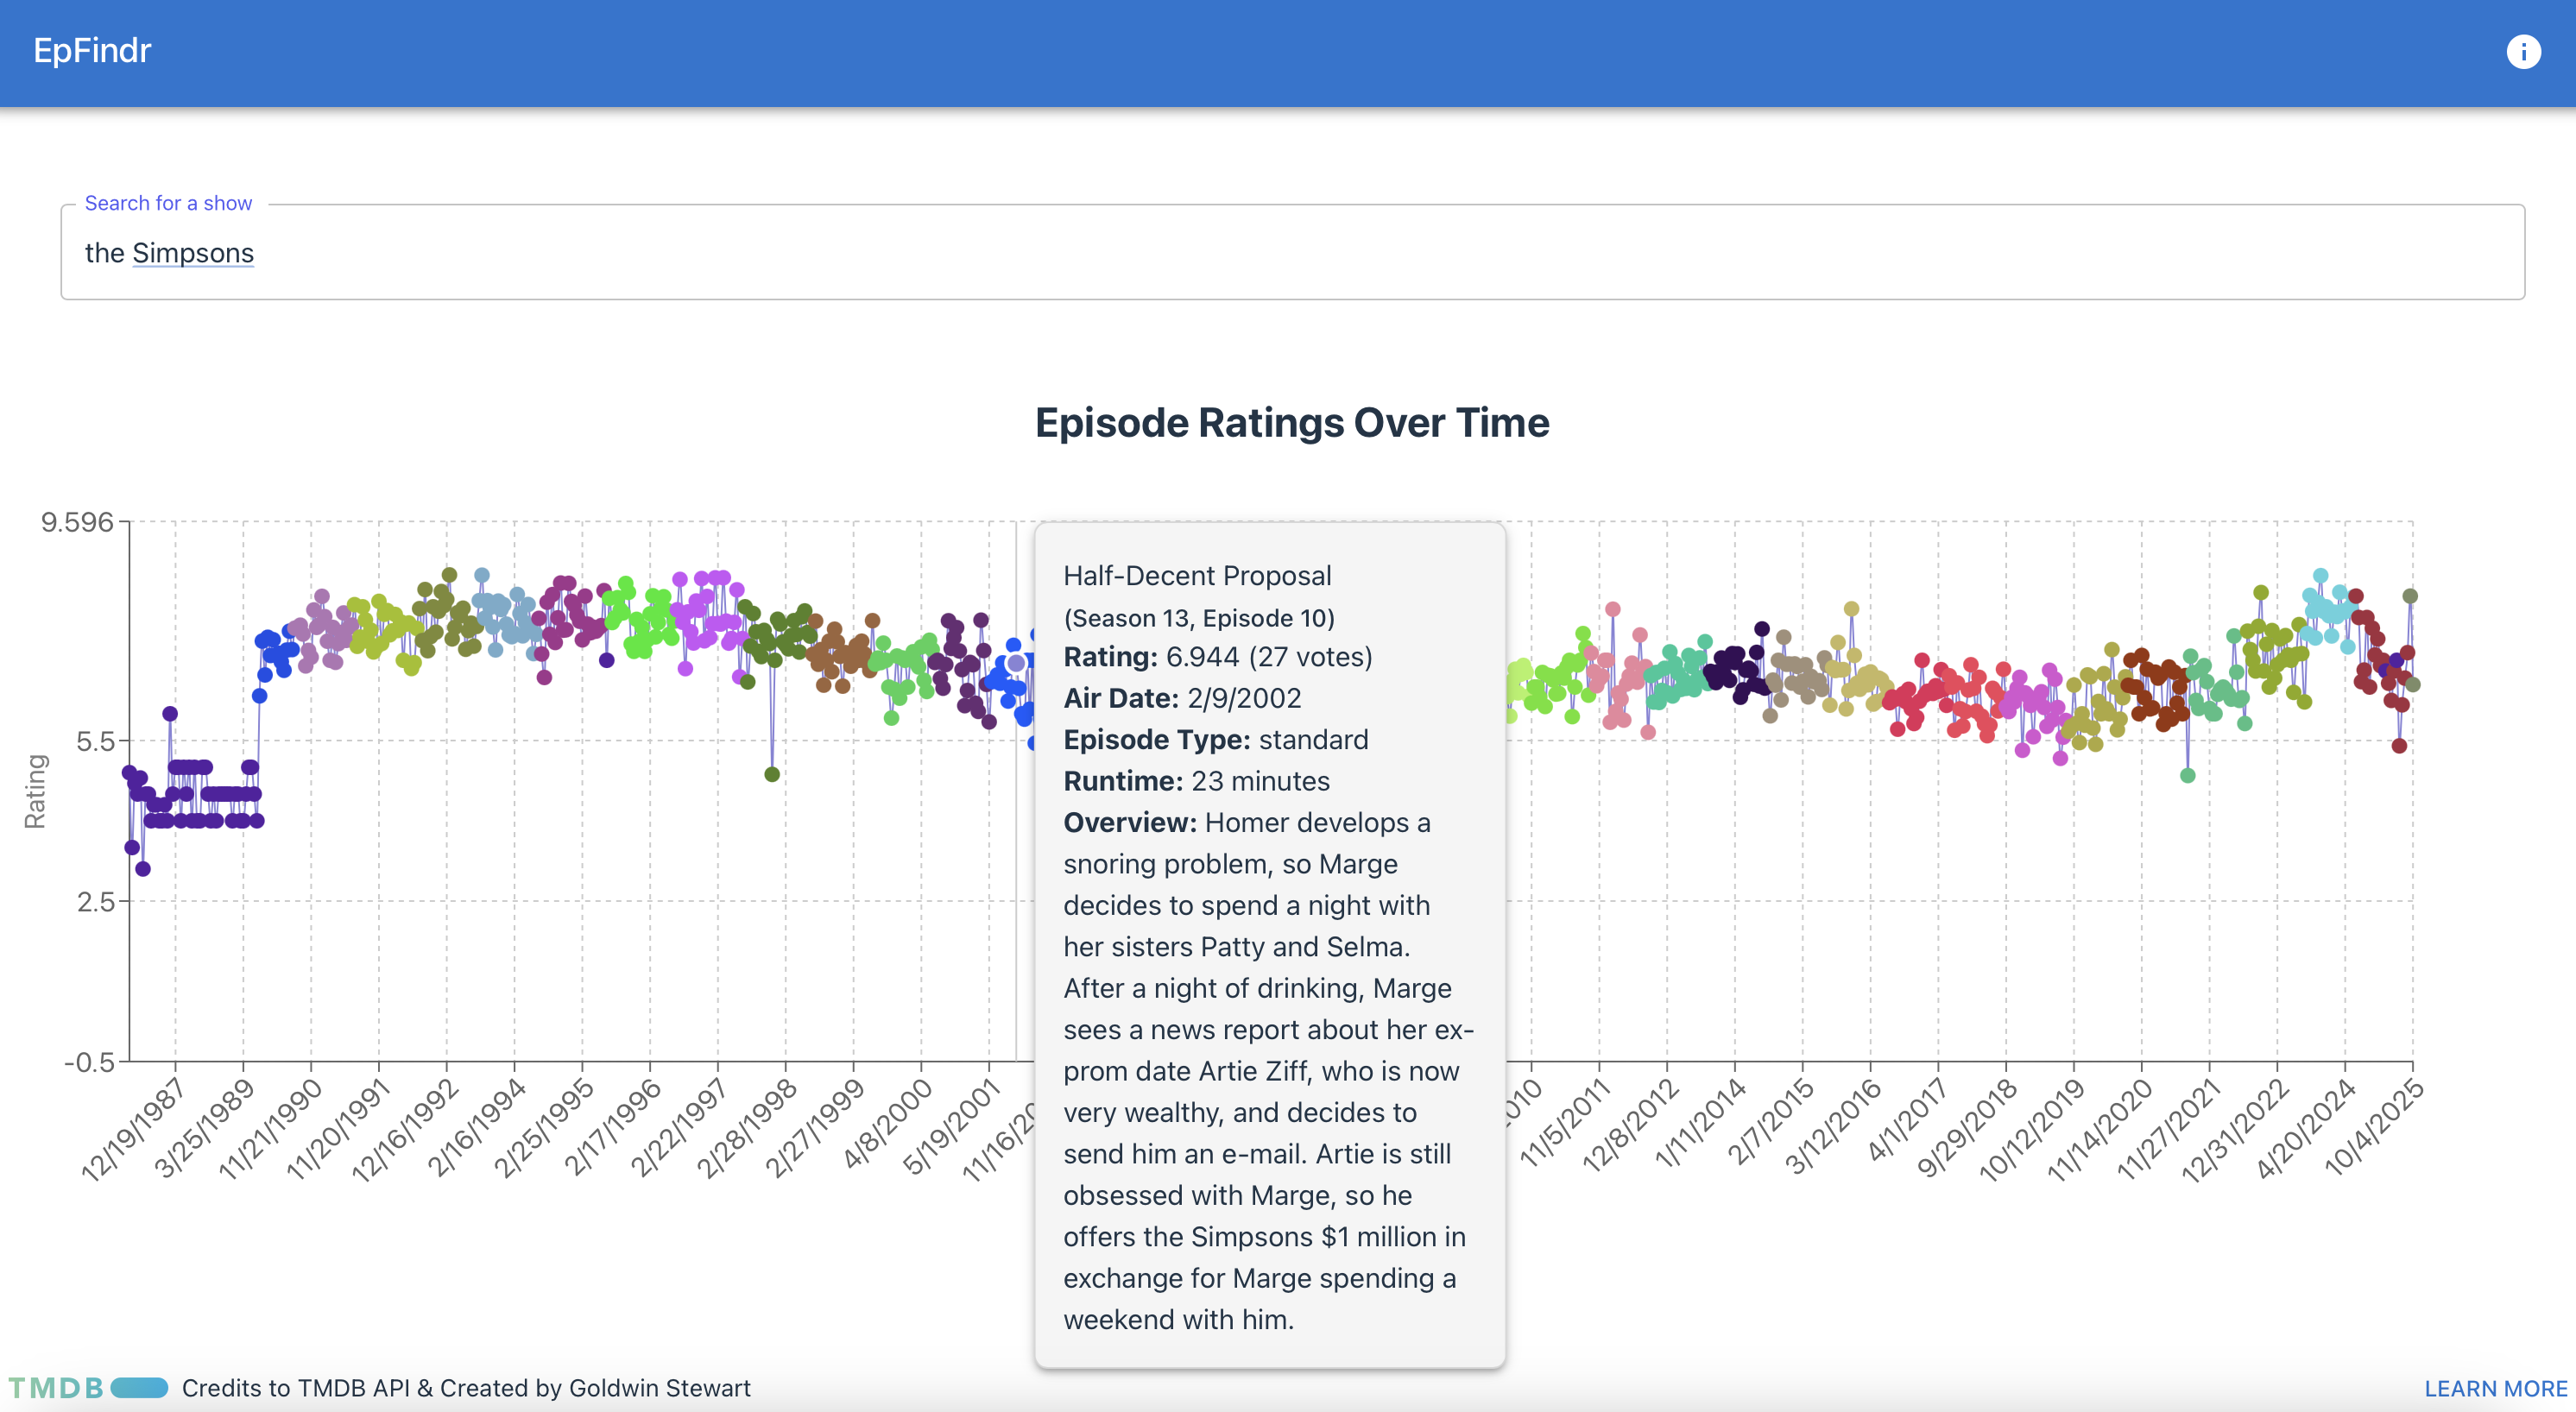 EpFindr
Search for a show
the Simpsons
Episode Ratings Over Time
9.596
5.5
2.5
-0.5
Rating
Half-Decent Proposal
(Season 13, Episode 10)
Rating: 6.944 (27 votes)
Air Date: 2/9/2002
Episode Type: standard
Runtime: 23 minutes
Overview: Homer develops a
snoring problem, so Marge
decides to spend a night with
her sisters Patty and Selma.
After a night of drinking, Marge
sees a news report about her ex-
prom date Artie Ziff, who is now
very wealthy, and decides to
send him an e-mail. Artie is still
obsessed with Marge, so he
offers the Simpsons $1 million in
exchange for Marge spending a
weekend with him.
12/19/1987
3/25/1989
11/21/1990
11/20/1991
12/16/1992
2/16/1994
2/25/1995
2/17/1996
2/22/1997
2/28/1998
2/27/1999
4/8/2000
5/19/2001
11/16/20
2010
11/5/2011
12/8/2012
1/11/2014
2/7/2015
3/12/2016
4/1/2017
9/29/2018
10/12/2019
11/14/2020
11/27/2021
12/31/2022
4/20/2024
10/4/2025
TMDB Credits to TMDB API & Created by Goldwin Stewart
LEARN MORE